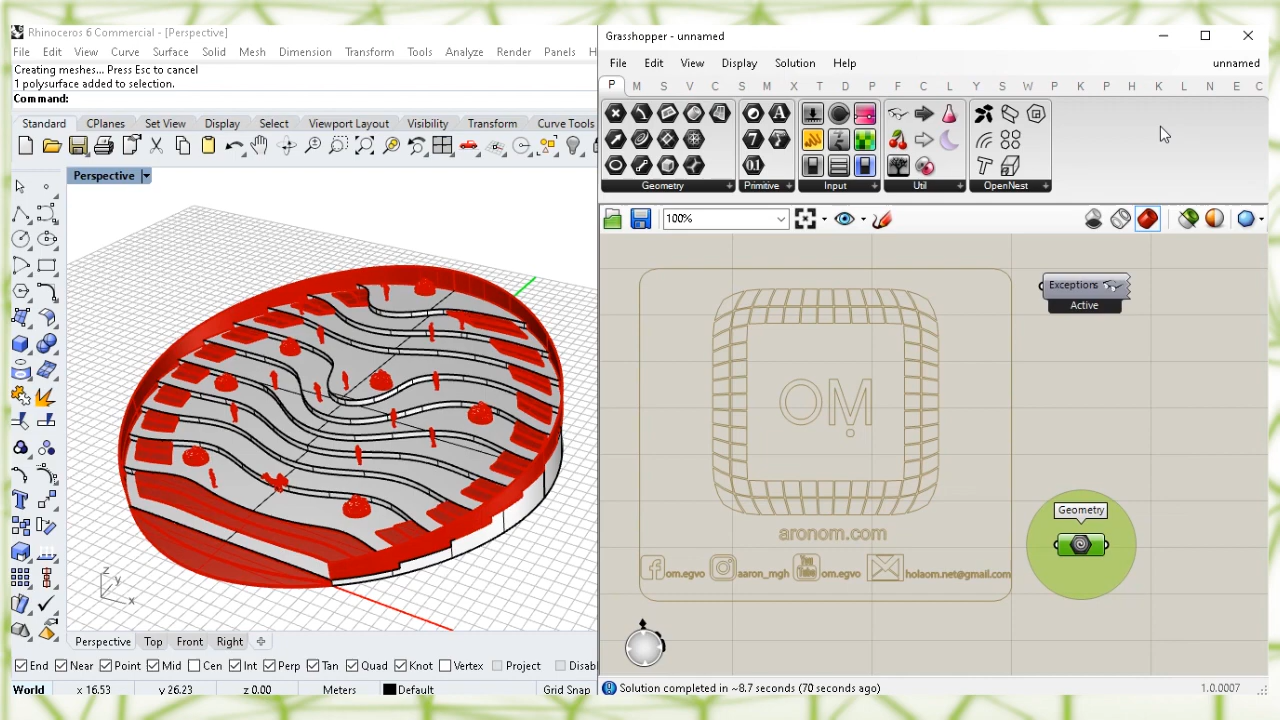 Rhinoceros 6 Commercial - [Perspective]
File Edit View Curve Surface Solid Mesh Dimension Transform Tools Analyze Render Panels H
Creating meshes... Press Esc to cancel
1 polysurface added to selection.
Command:
Standard CPlanes Set View Display Select Viewport Layout Visibility Transform Curve Tools
Perspective
z y x
Perspective Top Front Right
End Near Point Mid Cen Int Perp Tan Quad Knot Vertex Project Disabl
World x 16.53 y 26.23 z 0.00 Meters Default Grid Snap
Grasshopper - unnamed
File Edit View Display Solution Help unnamed
P M S V C S M X T D P F C L D S W P H K L N E C
Geometry Primitive Input Util OpenNest
100%
Exceptions
Active
OM
aronom.com
om.egvo aaron_mgh You Tube om.egvo holaom.net@gmail.com
Geometry
Solution completed in ~8.7 seconds (70 seconds ago) 1.0.0007